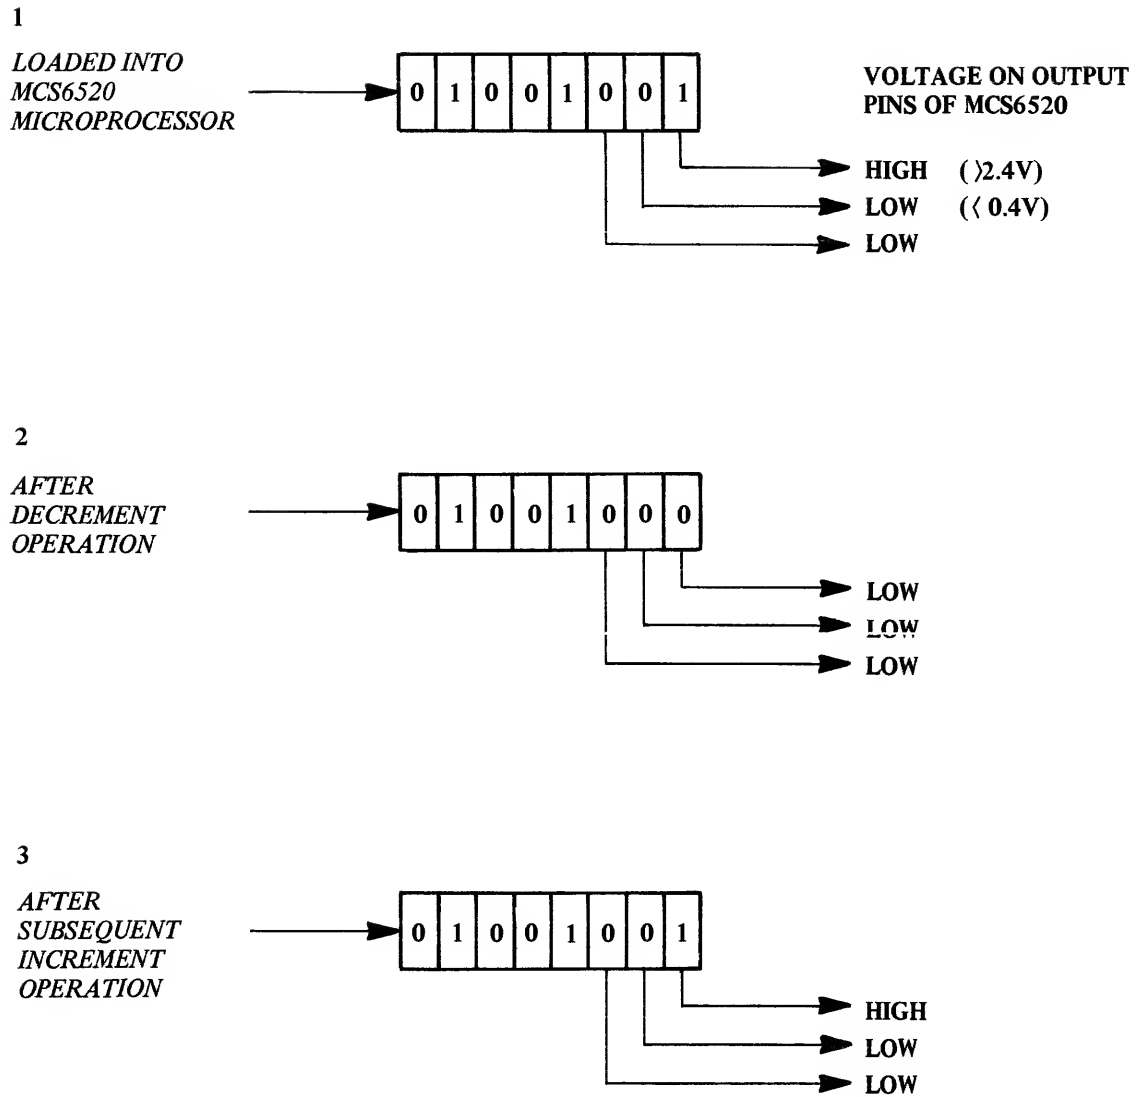 1
LOADED INTO
MCS6520
MICROPROCESSOR
0 1 0 0 1 0 0 1
VOLTAGE ON OUTPUT
PINS OF MCS6520
HIGH ( ⟩2.4V)
LOW (⟨ 0.4V)
LOW
2
AFTER
DECREMENT
OPERATION
0 1 0 0 1 0 0 0
LOW
LOW
LOW
3
AFTER
SUBSEQUENT
INCREMENT
OPERATION
0 1 0 0 1 0 0 1
HIGH
LOW
LOW